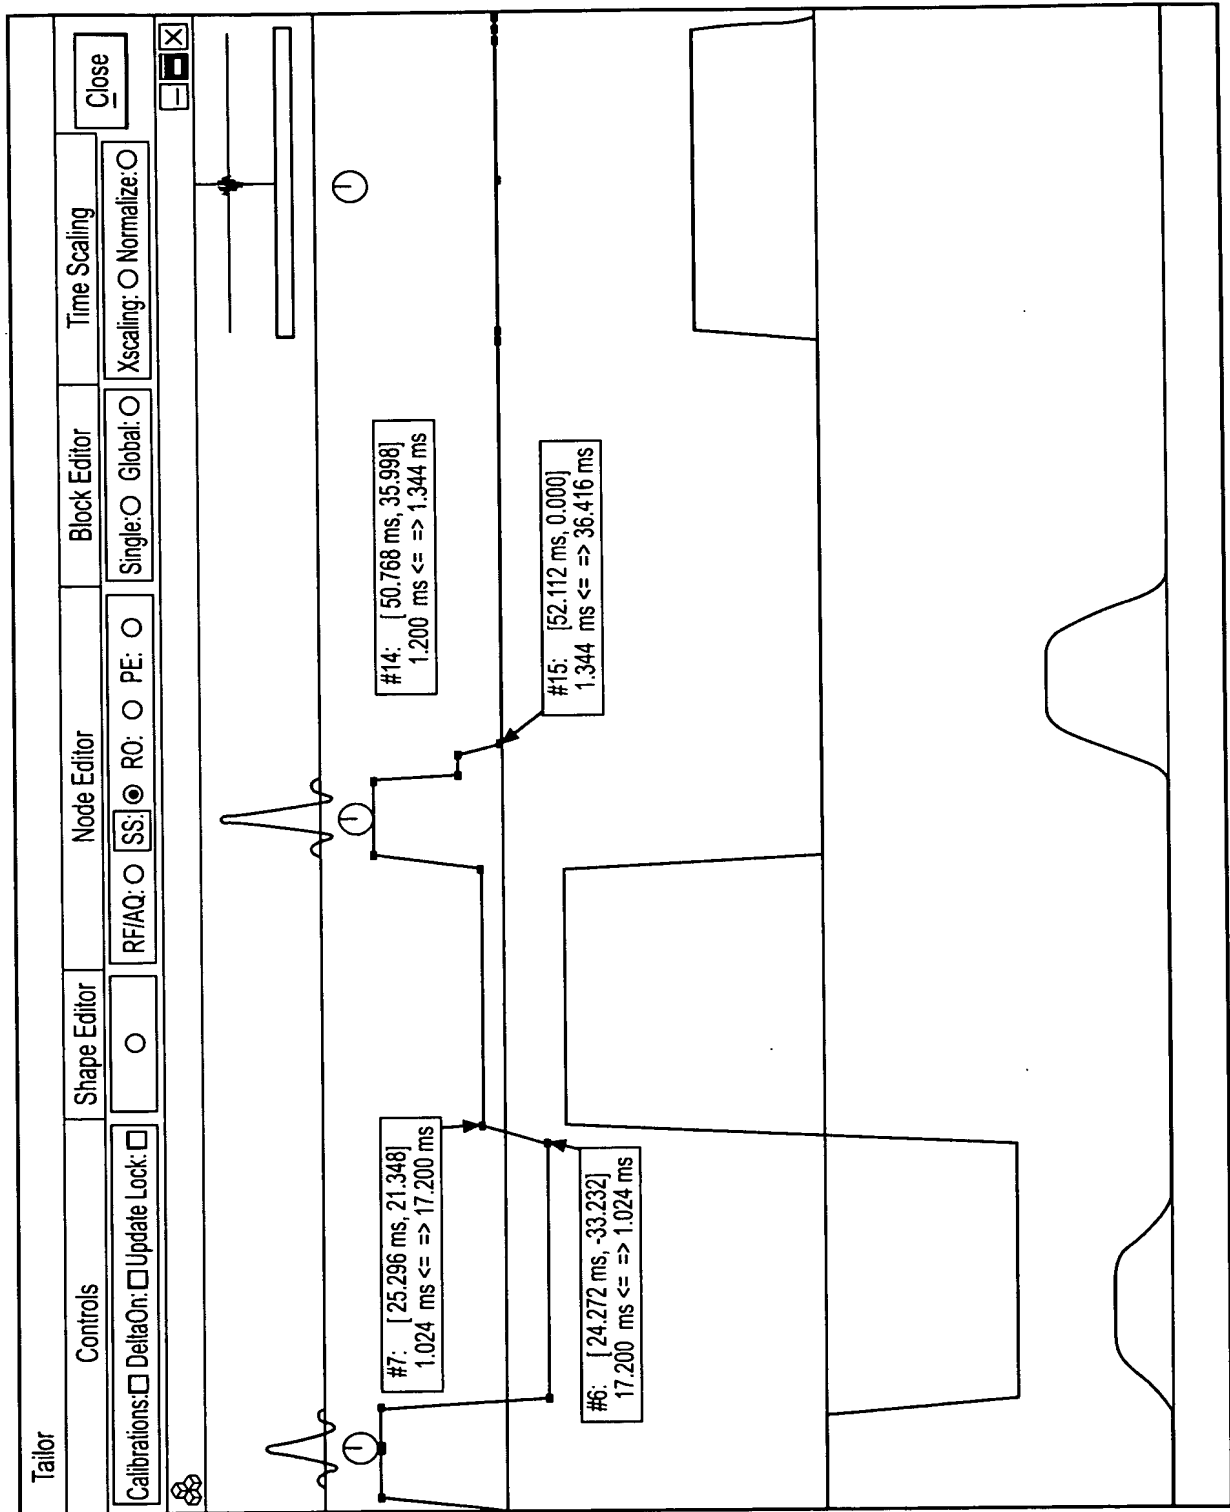 Tailor
Controls
Shape Editor
Node Editor
Block Editor
Time Scaling
Close
Calibrations: DeltaOn: Update Lock:
RF/AQ: SS: RO: PE:
Single: Global:
Xscaling: Normalize:
#7: [ 25.296 ms, 21.348]
1.024 ms <= => 17.200 ms
#14: [ 50.768 ms, 35.998]
1.200 ms <= => 1.344 ms
#6: [ 24.272 ms, -33.232]
17.200 ms <= => 1.024 ms
#15: [52.112 ms, 0.000]
1.344 ms <= => 36.416 ms